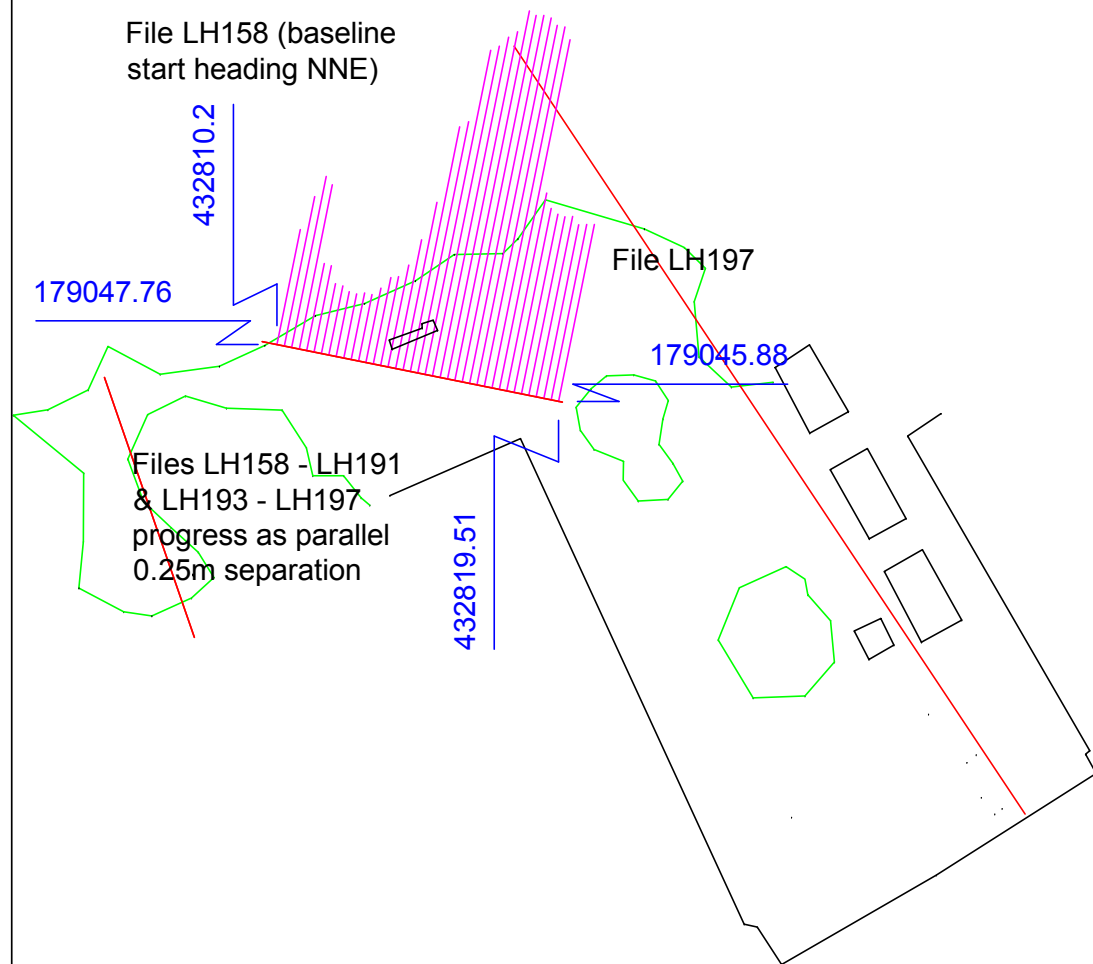 File LH158 (baseline
start heading NNE)
432810.2
179047.76
File LH197
179045.88
Files LH158 - LH191
& LH193 - LH197
progress as parallel
0.25m separation
432819.51